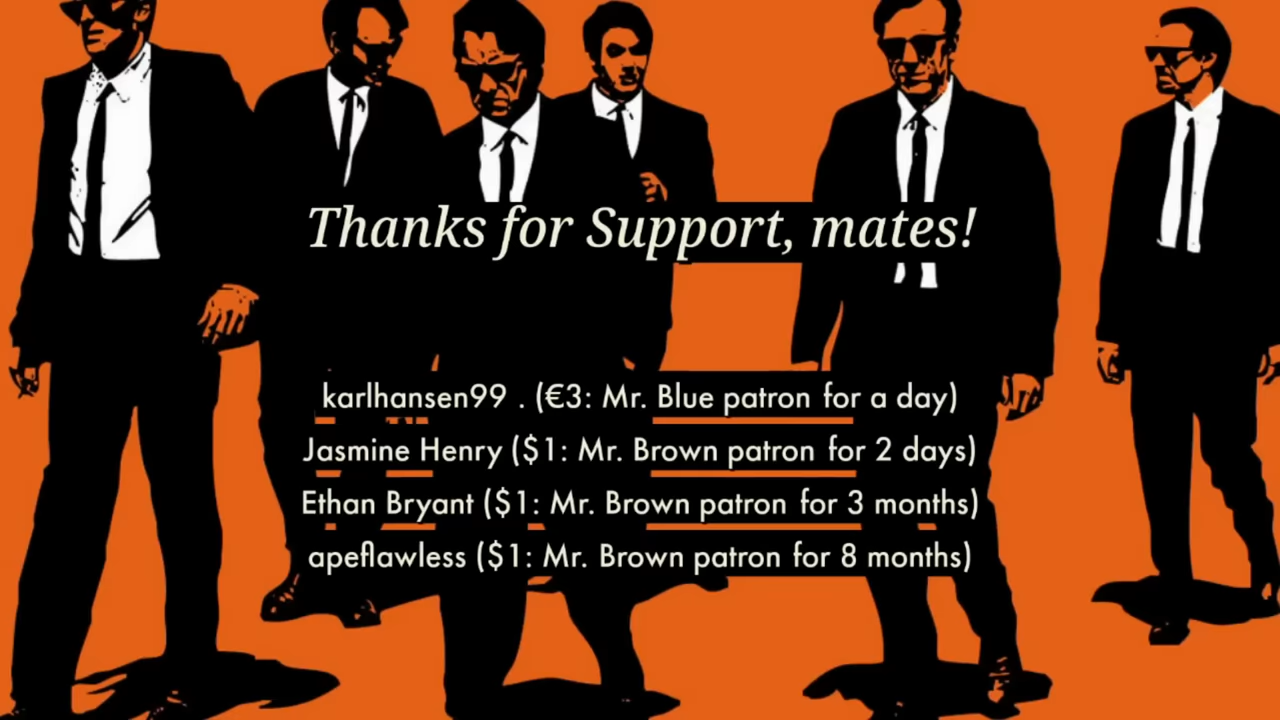 Thanks for Support, mates!
karlhansen99 . (€3: Mr. Blue patron for a day)
Jasmine Henry ($1: Mr. Brown patron for 2 days)
Ethan Bryant ($1: Mr. Brown patron for 3 months)
apeflawless ($1: Mr. Brown patron for 8 months)